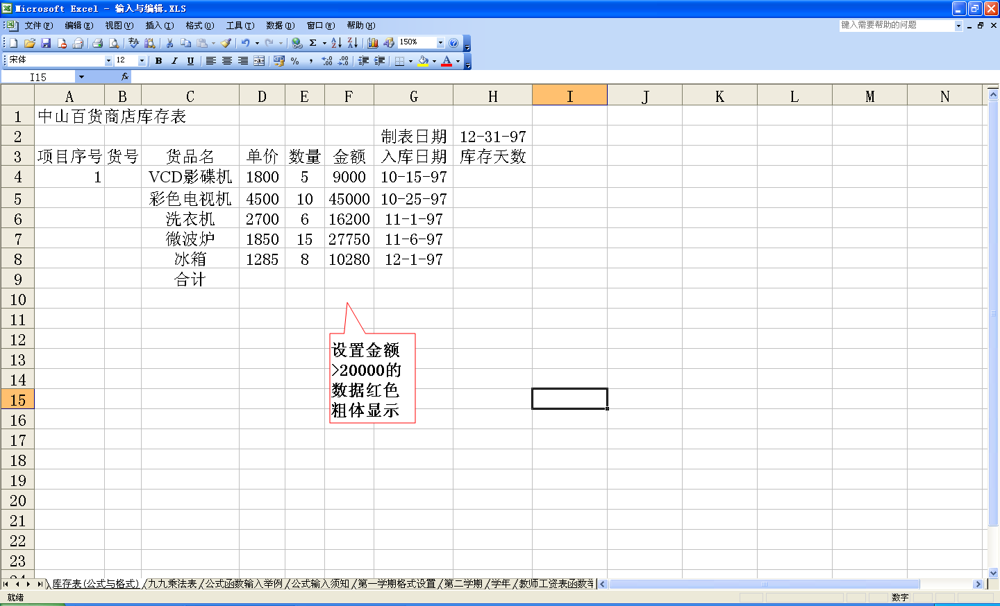 Microsoft Excel - 输入与编辑.XLS
文件(F) 编辑(E) 视图(V) 插入(I) 格式(O) 工具(T) 数据(D) 窗口(W) 帮助(H) 键入需要帮助的问题
150%
宋体 12 B I U % ,
I15 fx
A B C D E F G H I J K L M N
1 中山百货商店库存表
2 制表日期 12-31-97
3 项目序号 货号 货品名 单价 数量 金额 入库日期 库存天数
4 1 VCD影碟机 1800 5 9000 10-15-97
5 彩色电视机 4500 10 45000 10-25-97
6 洗衣机 2700 6 16200 11-1-97
7 微波炉 1850 15 27750 11-6-97
8 冰箱 1285 8 10280 12-1-97
9 合计
10
11
12
13
14
15
16
17
18
19
20
21
22
23
24
设置金额
>20000的
数据红色
粗体显示
库存表(公式与格式) 九九乘法表 公式函数输入举例 公式输入须知 第一学期格式设置 第二学期 学年 教师工资表函数
就绪 数字